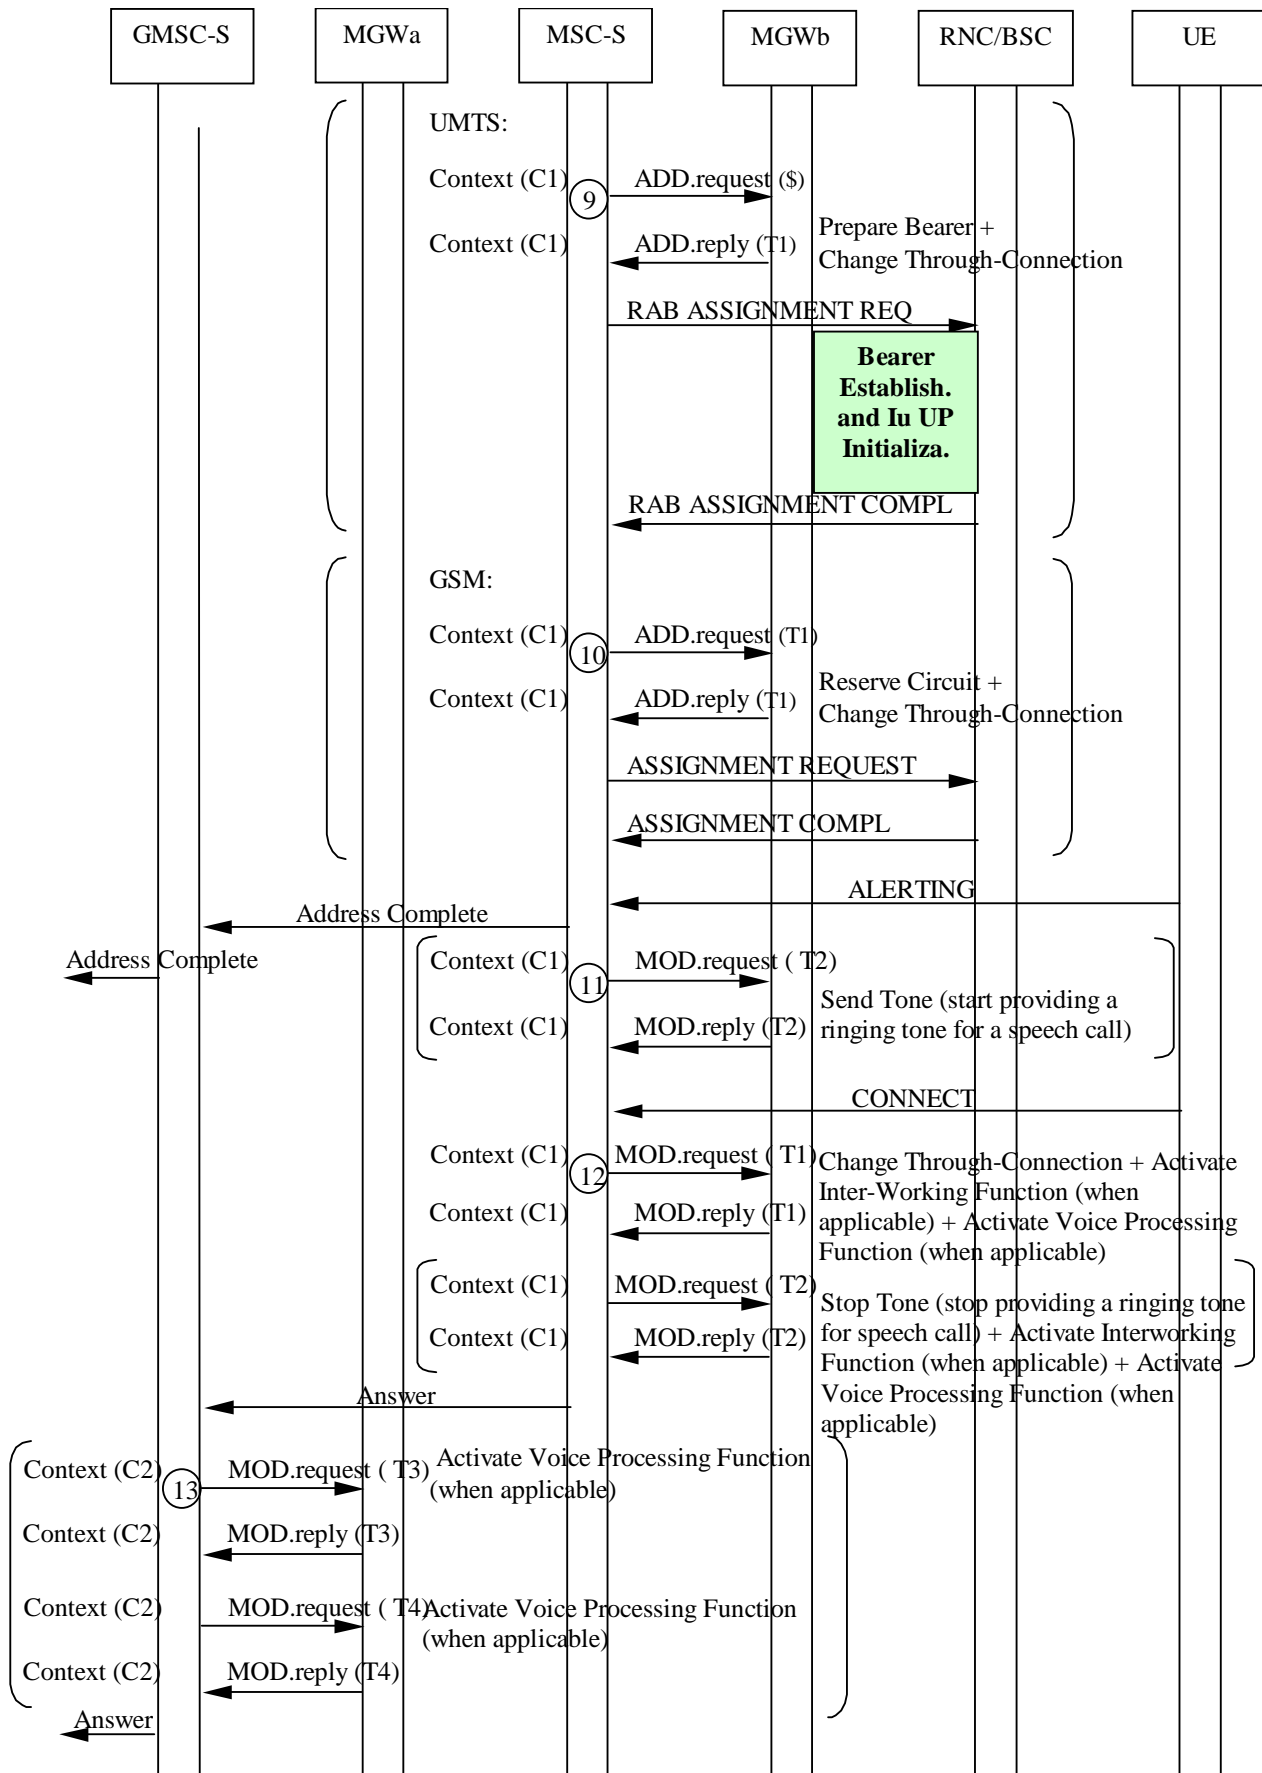 GMSC-S
MGWa
MSC-S
MGWb
RNC/BSC
UE
UMTS:
Context (C1)
9
ADD.request ($)
Context (C1)
ADD.reply (T1)
Prepare Bearer +
Change Through-Connection
RAB ASSIGNMENT REQ
Bearer
Establish.
and Iu UP
Initializa.
RAB ASSIGNMENT COMPL
GSM:
Context (C1)
10
ADD.request (T1)
Context (C1)
ADD.reply (T1)
Reserve Circuit +
Change Through-Connection
ASSIGNMENT REQUEST
ASSIGNMENT COMPL
ALERTING
Address Complete
Address Complete
Context (C1)
11
MOD.request ( T2)
Context (C1)
MOD.reply (T2)
Send Tone (start providing a
ringing tone for a speech call)
CONNECT
Context (C1)
12
MOD.request ( T1)
Context (C1)
MOD.reply (T1)
Change Through-Connection + Activate
Inter-Working Function (when
applicable) + Activate Voice Processing
Function (when applicable)
Context (C1)
MOD.request ( T2)
Context (C1)
MOD.reply (T2)
Stop Tone (stop providing a ringing tone
for speech call) + Activate Interworking
Function (when applicable) + Activate
Voice Processing Function (when
applicable)
Answer
Context (C2)
13
MOD.request ( T3)
Activate Voice Processing Function
(when applicable)
Context (C2)
MOD.reply (T3)
Context (C2)
MOD.request ( T4)
Activate Voice Processing Function
(when applicable)
Context (C2)
MOD.reply (T4)
Answer